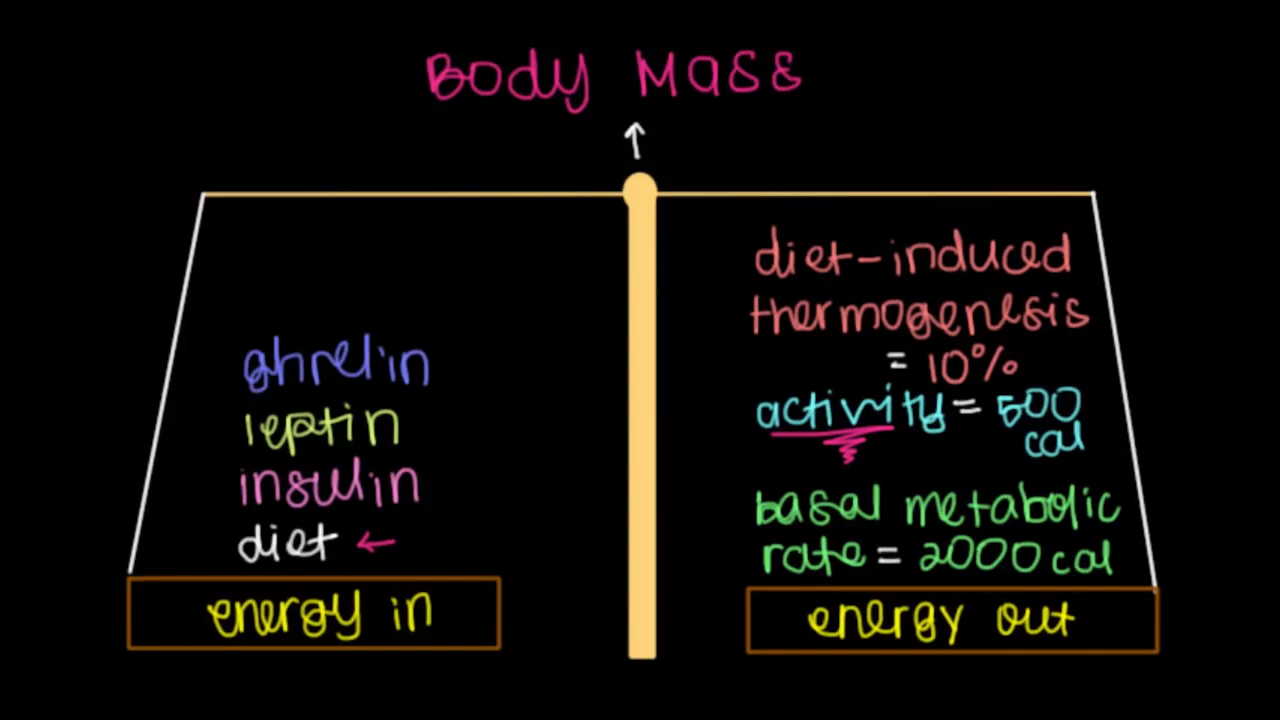 Body Mass
↑
ghrelin
leptin
insulin
diet ←
energy in
diet-induced
thermogenesis
= 10%
activity = 500
cal
basal metabolic
rate = 2000 cal
energy out